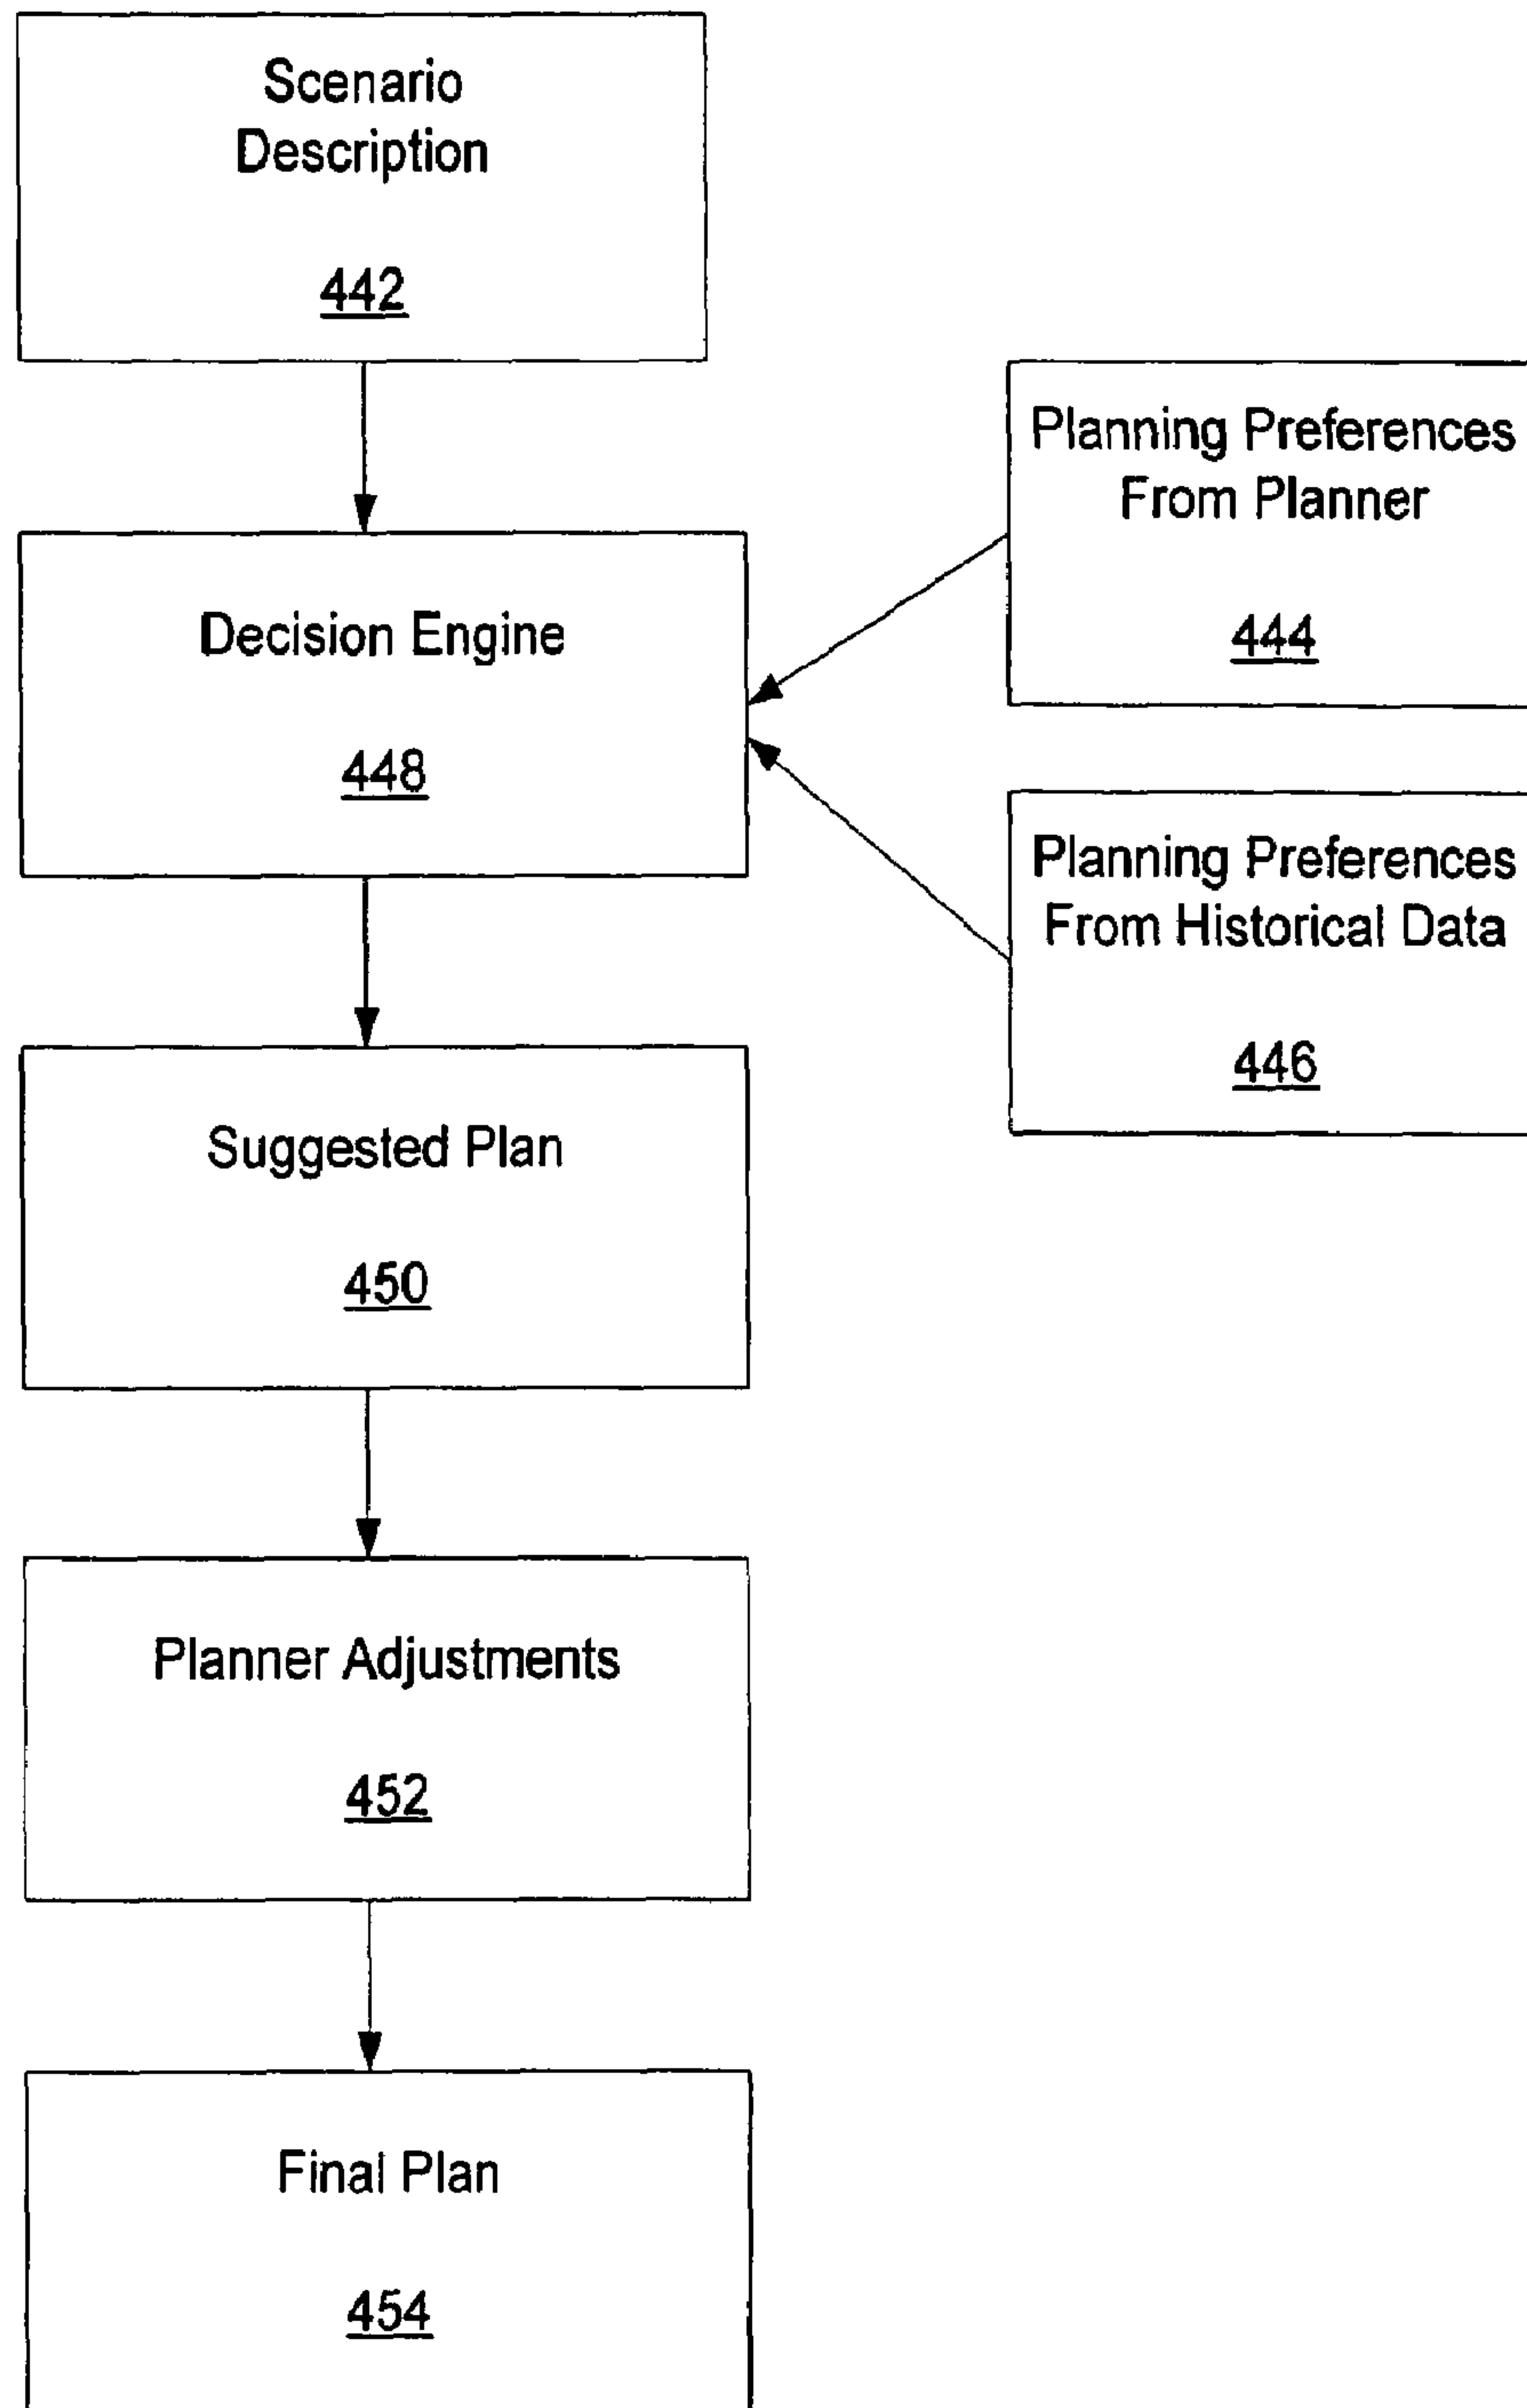 Scenario
Description
442
Planning Preferences
From Planner
444
Decision Engine
448
Planning Preferences
From Historical Data
446
Suggested Plan
450
Planner Adjustments
452
Final Plan
454